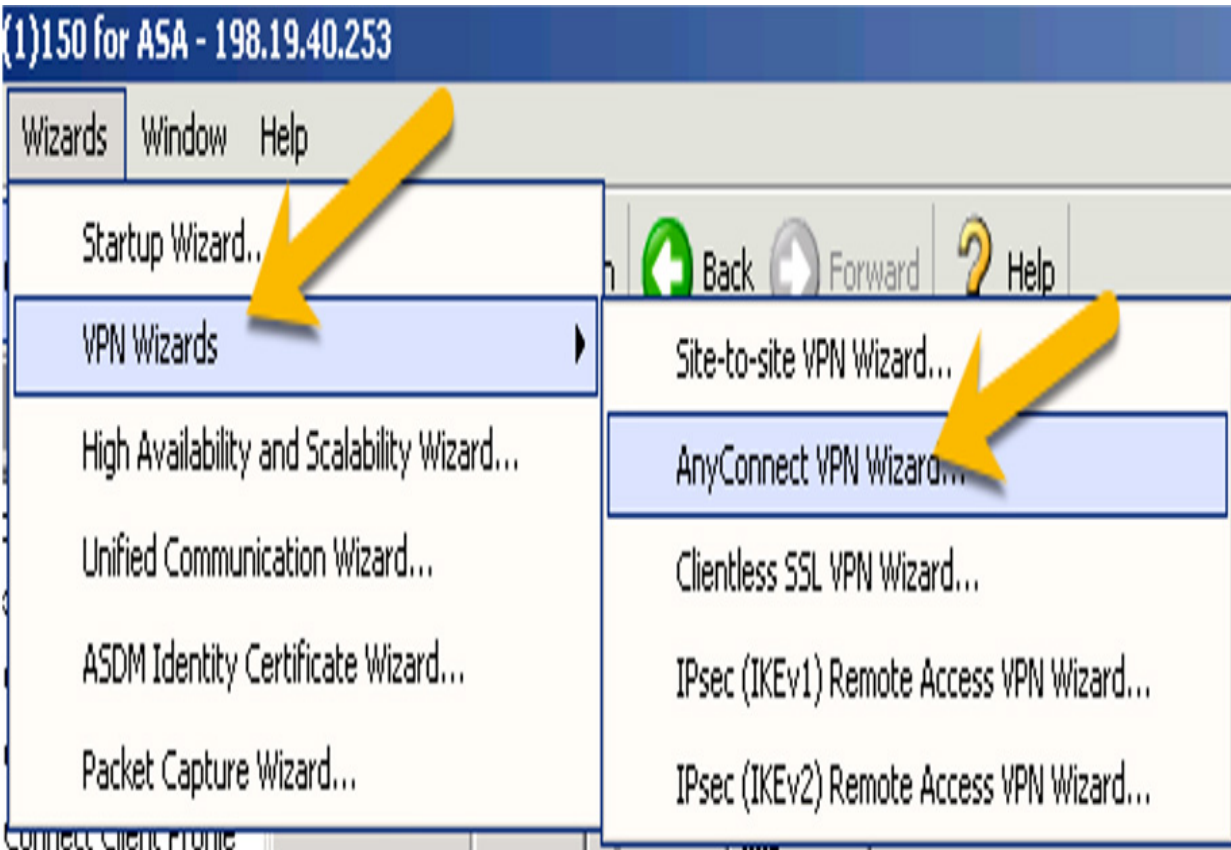 (1)150 for ASA - 198.19.40.253
Wizards Window Help
Startup Wizard...
n Back Forward Help
VPN Wizards
Site-to-site VPN Wizard...
High Availability and Scalability Wizard...
AnyConnect VPN Wizard...
Unified Communication Wizard...
Clientless SSL VPN Wizard...
ASDM Identity Certificate Wizard...
IPsec (IKEv1) Remote Access VPN Wizard...
Packet Capture Wizard...
IPsec (IKEv2) Remote Access VPN Wizard...
Connect Client Profile